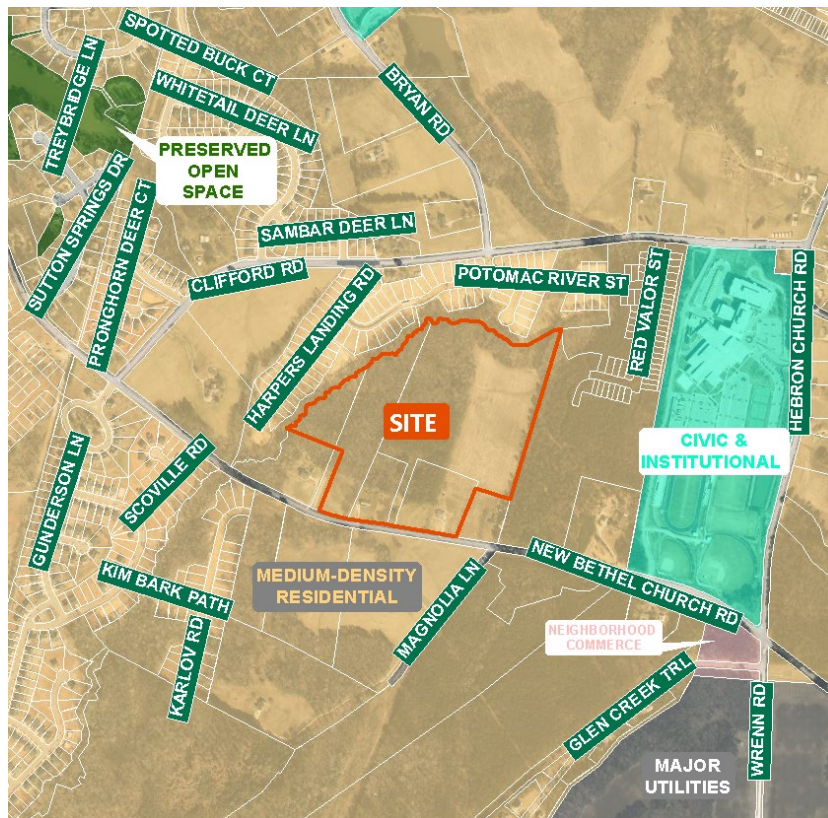 SPOTTED BUCK CT
TREYBRIDGE LN
WHITETAIL DEER LN
BRYAN RD
PRESERVED
OPEN
SPACE
SUTTON SPRINGS DR
PRONGHORN DEER CT
SAMBAR DEER LN
CLIFFORD RD
HARPERS LANDING RD
POTOMAC RIVER ST
RED VALOR ST
HEBRON CHURCH RD
SITE
CIVIC &
INSTITUTIONAL
GUNDERSON LN
SCOVILLE RD
KIM BARK PATH
KARLOV RD
MEDIUM-DENSITY
RESIDENTIAL
MAGNOLIA LN
NEW BETHEL CHURCH RD
NEIGHBORHOOD
COMMERCE
GLEN CREEK TRL
WRENN RD
MAJOR
UTILITIES